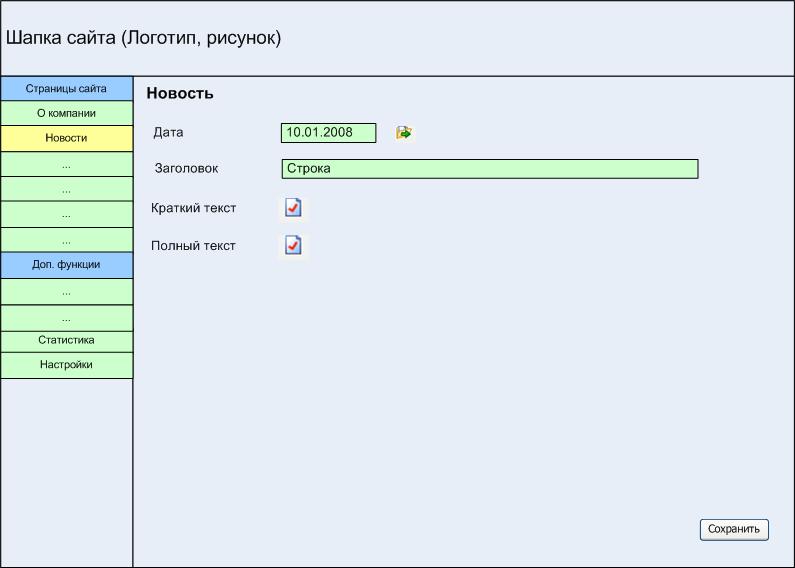 Шапка сайта (Логотип, рисунок)
Страницы сайта
О компании
Новости
...
...
...
...
Доп. функции
...
...
Статистика
Настройки
Новость
Дата 10.01.2008
Заголовок Строка
Краткий текст
Полный текст
Сохранить